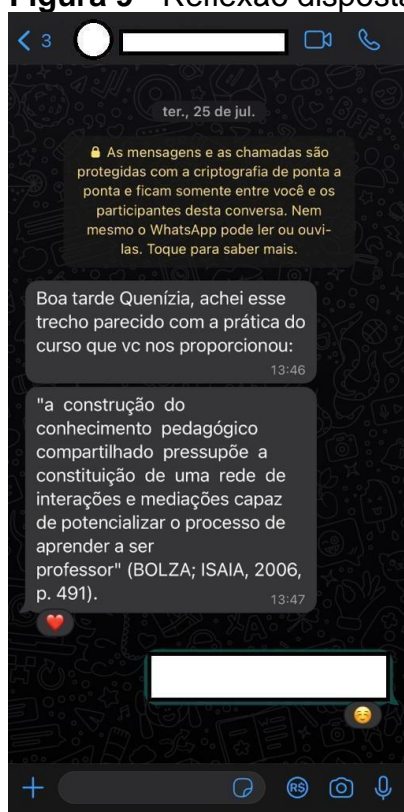 Figura 9 - Reflexão disposta
3
ter., 25 de jul.
As mensagens e as chamadas são
protegidas com a criptografia de ponta a
ponta e ficam somente entre você e os
participantes desta conversa. Nem
mesmo o WhatsApp pode ler ou ouvi-
las. Toque para saber mais.
Boa tarde Quenízia, achei esse
trecho parecido com a prática do
curso que vc nos proporcionou:
13:46
"a construção do
conhecimento pedagógico
compartilhado pressupõe a
constituição de uma rede de
interações e mediações capaz
de potencializar o processo de
aprender a ser
professor" (BOLZA; ISAIA, 2006,
p. 491).
13:47
R$